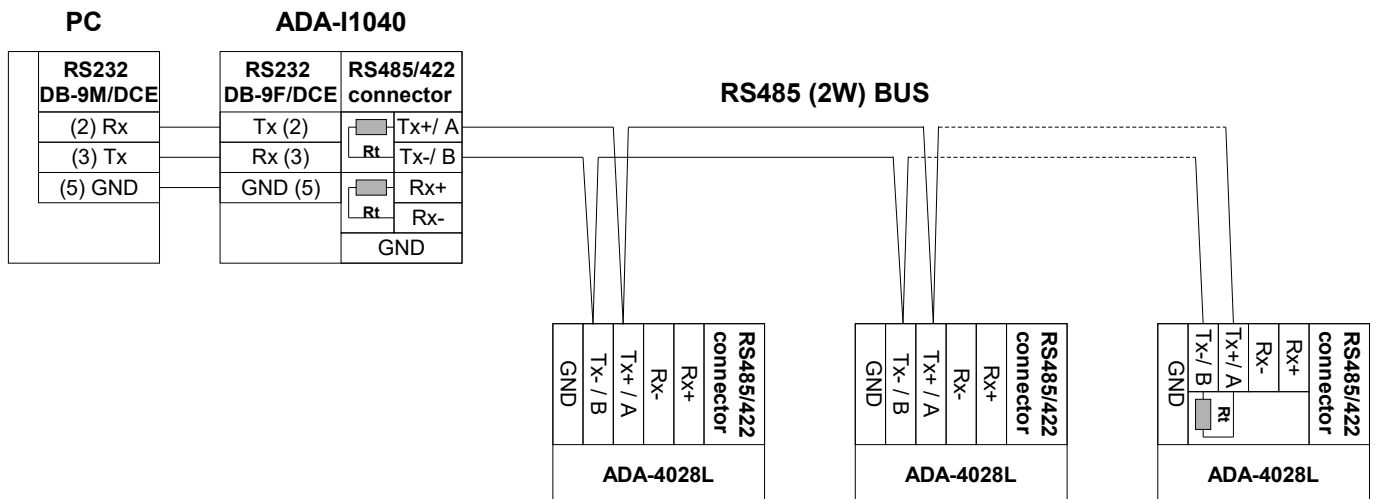 PC
ADA-I1040
RS232
DB-9M/DCE
(2) Rx
(3) Tx
(5) GND
RS232
DB-9F/DCE
Tx (2)
Rx (3)
GND (5)
RS485/422
connector
Rt
Tx+/ A
Tx-/ B
Rt
Rx+
Rx-
GND
RS485 (2W) BUS
GND
Tx- / B
Tx+ / A
Rx-
Rx+
RS485/422
connector
ADA-4028L
GND
Tx- / B
Tx+ / A
Rx-
Rx+
RS485/422
connector
ADA-4028L
GND
Tx-/ B
Tx+/ A
Rx-
Rx+
Rt
RS485/422
connector
ADA-4028L